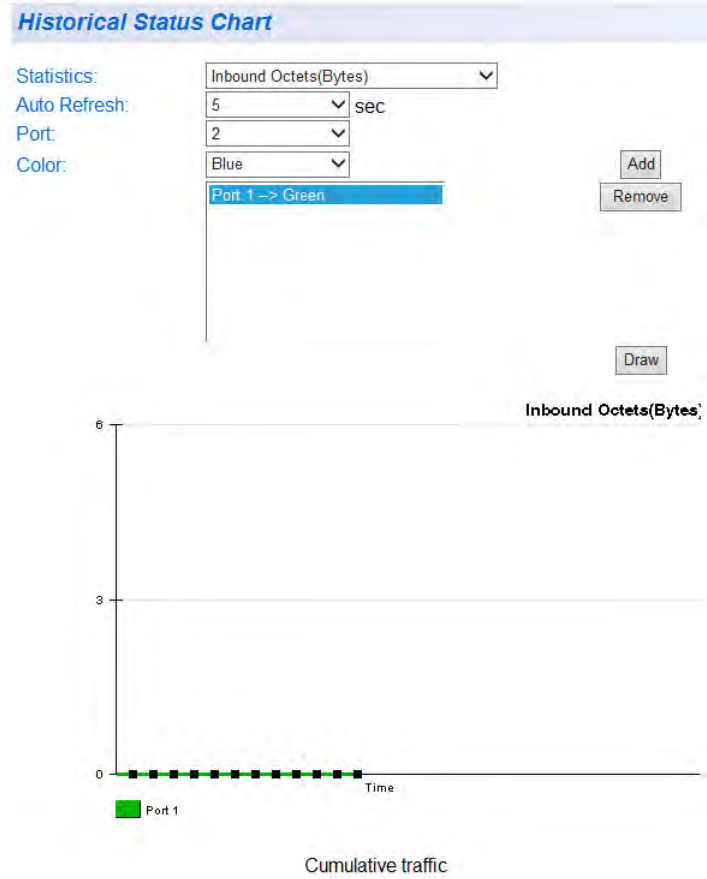 Historical Status Chart
Statistics: Inbound Octets(Bytes)
Auto Refresh: 5 sec
Port: 2
Color: Blue Add
Port 1 --> Green Remove
Draw
Inbound Octets(Bytes)
6
3
0
Time
Port 1
Cumulative traffic